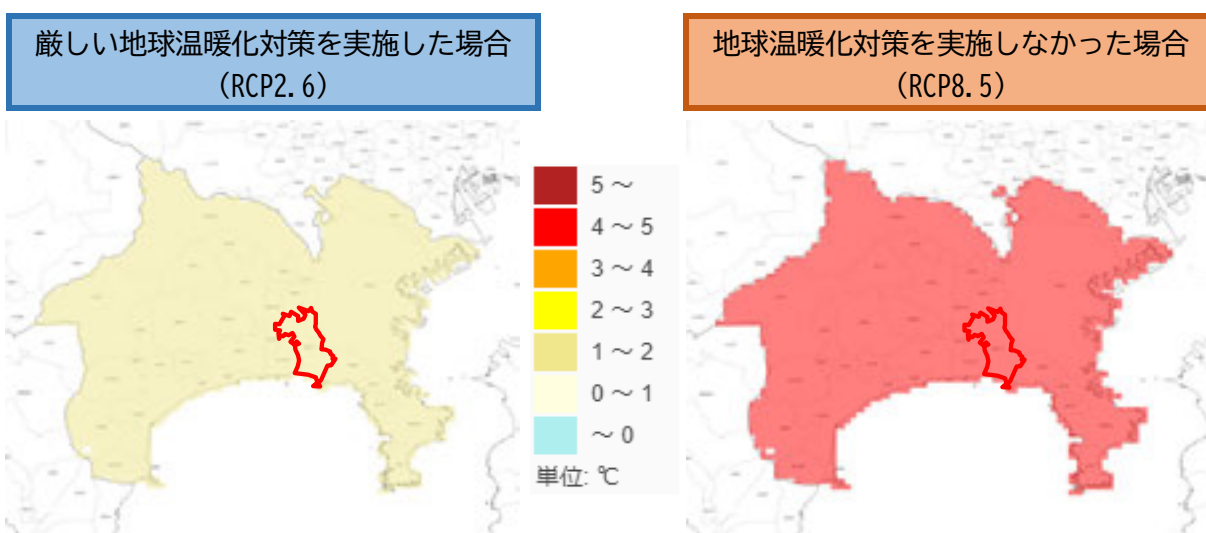 厳しい地球温暖化対策を実施した場合
(RCP2.6)
地球温暖化対策を実施しなかった場合
(RCP8.5)
5～
4～5
3～4
2～3
1～2
0～1
～0
単位: ℃